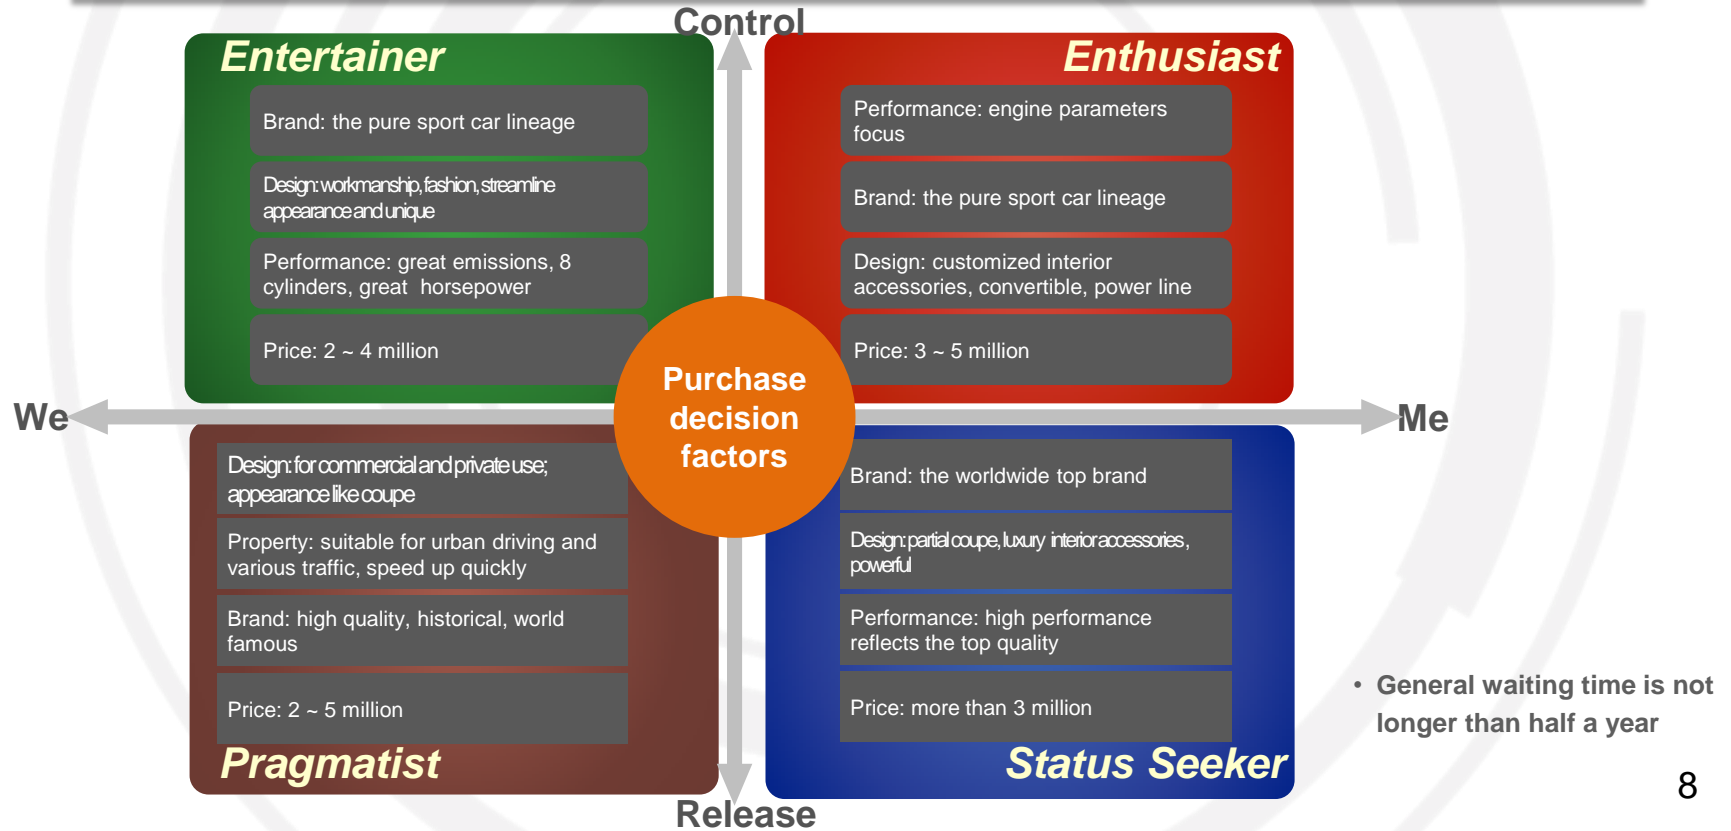 Control
Entertainer
Brand: the pure sport car lineage
Design: workmanship, fashion, streamline
appearance and unique
Performance: great emissions, 8
cylinders, great horsepower
Price: 2 ~ 4 million
Enthusiast
Performance: engine parameters
focus
Brand: the pure sport car lineage
Design: customized interior
accessories, convertible, power line
Price: 3 ~ 5 million
We
Purchase
decision
factors
Me
Design: for commercial and private use;
appearance like coupe
Property: suitable for urban driving and
various traffic, speed up quickly
Brand: high quality, historical, world
famous
Price: 2 ~ 5 million
Pragmatist
Brand: the worldwide top brand
Design: partial coupe, luxury interior accessories,
powerful
Performance: high performance
reflects the top quality
Price: more than 3 million
Status Seeker
Release
• General waiting time is not
longer than half a year
8